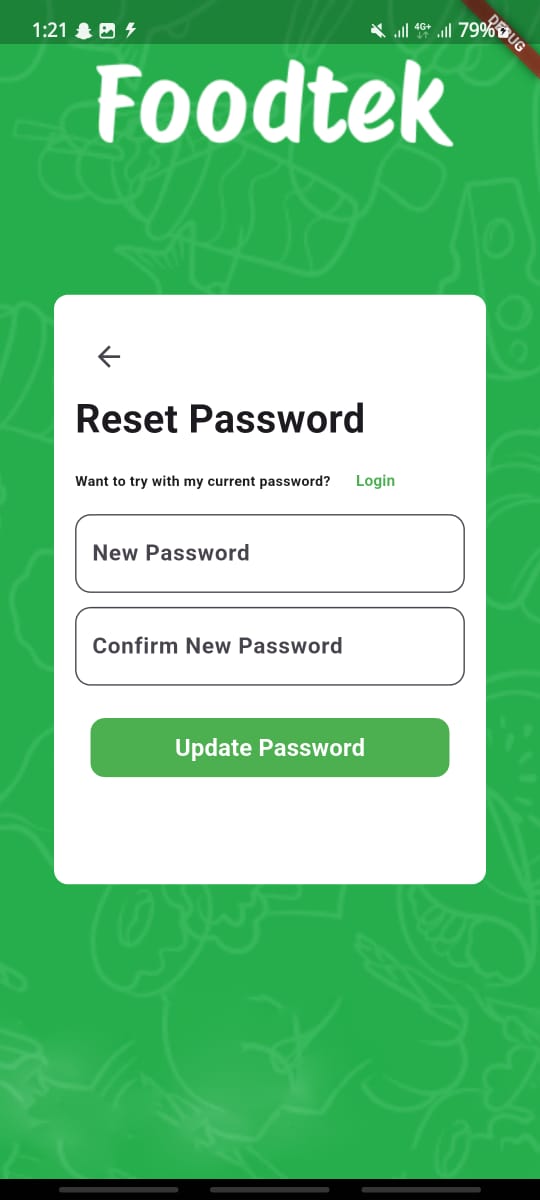 1:21 4G+ 79%
DEBUG
Foodtek
Reset Password
Want to try with my current password? Login
New Password
Confirm New Password
Update Password